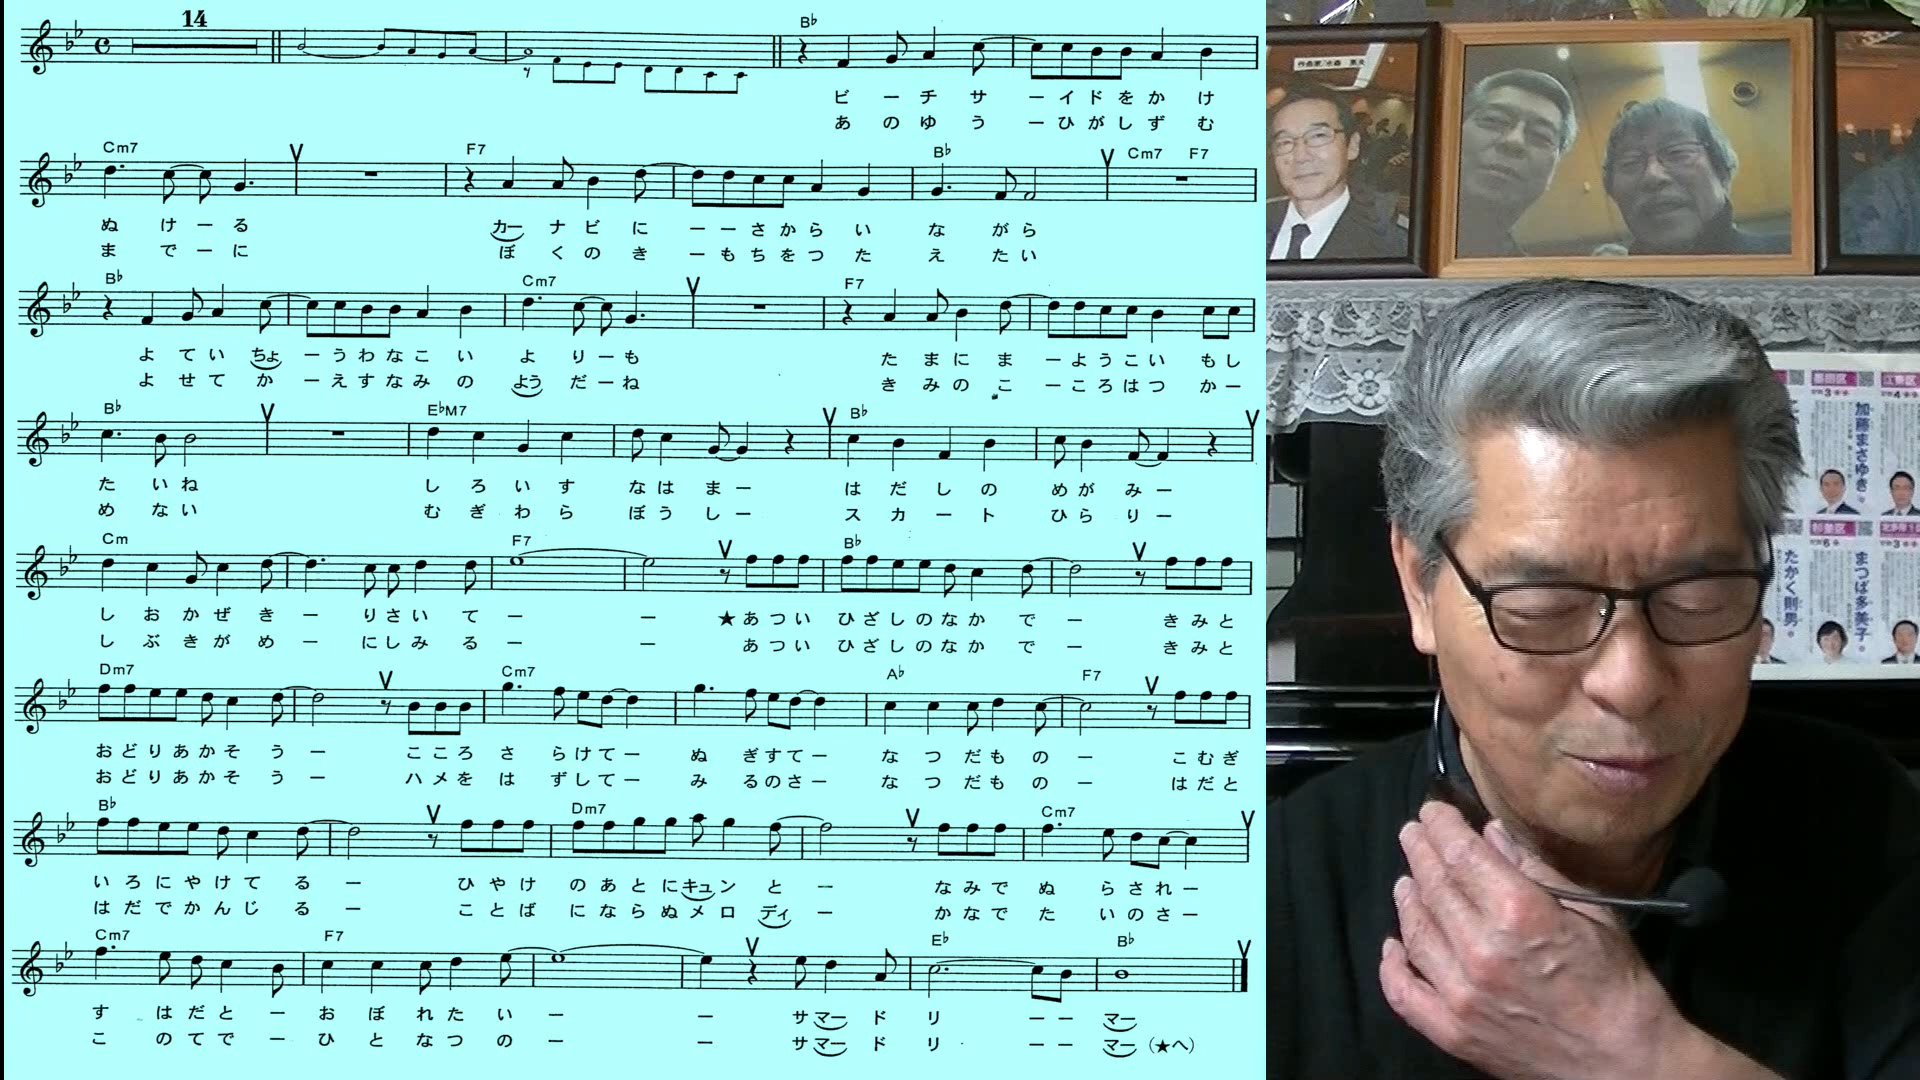 14
B♭
ビーチサーイドをかけ
あのゆうーひがしずむ
Cm7 F7 B♭ Cm7 F7
ぬけーる カーナビにーーさからいながら
までーに ぼくのきーもちをつたえたい
B♭ Cm7 F7
よていちょーうわなこいよりーも たまにまーようこいもし
よせてかーえすなみのようだーね きみのこーころはつかー
B♭ E♭M7 B♭
たいね しろいすなはまー はだしのめがみー
めない むぎわらぼうしー スカートひらりー
Cm F7 B♭
しおかぜきーりさいてーー ★あついひざしのなかでー きみと
しぶきがめーにしみるーー あついひざしのなかでー きみと
Dm7 Cm7 A♭ F7
おどりあかそうー こころさらけてーぬぎすてーなつだものー こむぎ
おどりあかそうー ハメをはずしてーみるのさーなつだものー はだと
B♭ Dm7 Cm7
いろにやけてるー ひやけのあとにキュンとー なみでぬらされー
はだでかんじるー ことばにならぬメロディー かなでたいのさー
Cm7 F7 E♭ B♭
すはだとーおぼれたいーー サマードリーーマー
このてでーひとなつのーー サマードリーーマー(★へ)
加藤まさゆき
たかく則男
まつば多美子